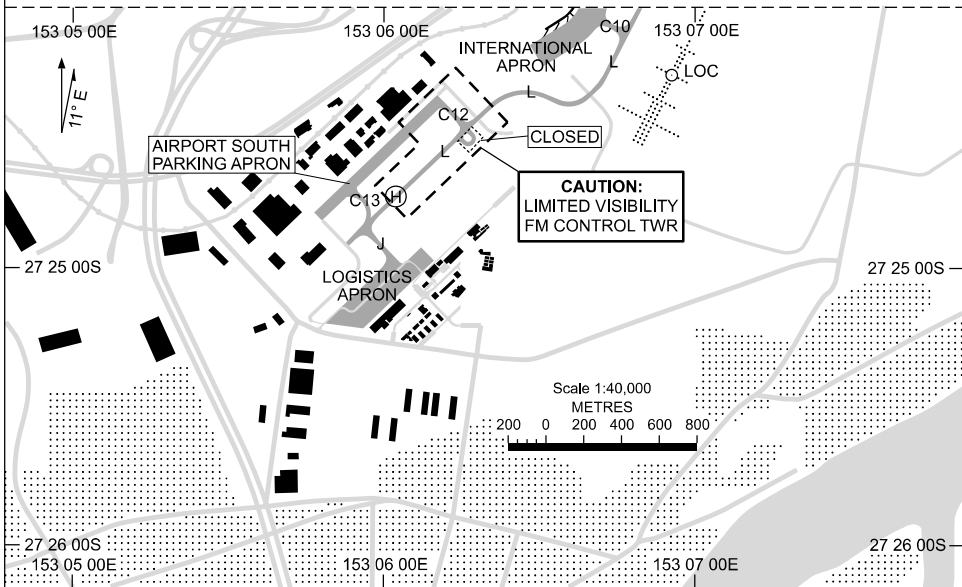 153 05 00E
153 06 00E
C10
153 07 00E
INTERNATIONAL
APRON
L
LOC
11° E
L
C12
CLOSED
AIRPORT SOUTH
PARKING APRON
L
CAUTION:
LIMITED VISIBILITY
FM CONTROL TWR
C13
H
J
27 25 00S
LOGISTICS
APRON
27 25 00S
Scale 1:40,000
METRES
200 0 200 400 600 800
27 26 00S
27 26 00S
153 05 00E
153 06 00E
153 07 00E